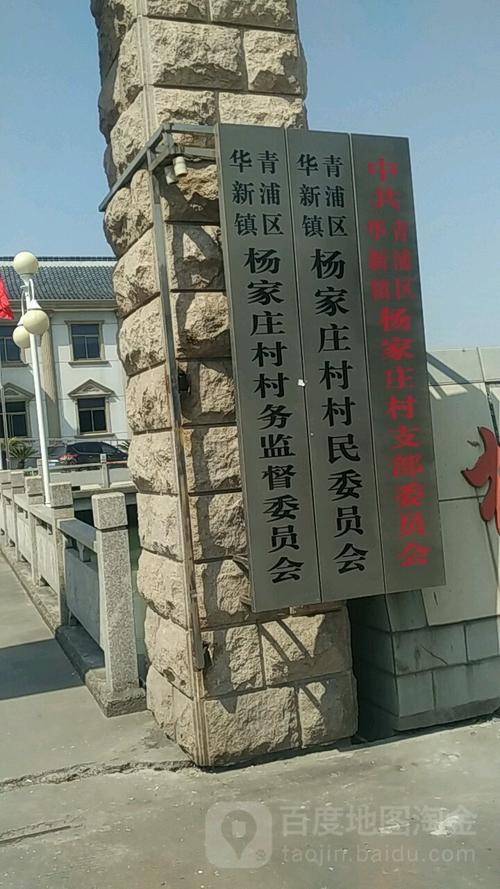 中共青浦区华新镇杨家庄村支部委员会
青浦区华新镇杨家庄村村民委员会
青浦区华新镇杨家庄村村务监督委员会
百度地图淘金
taojin.baidu.com